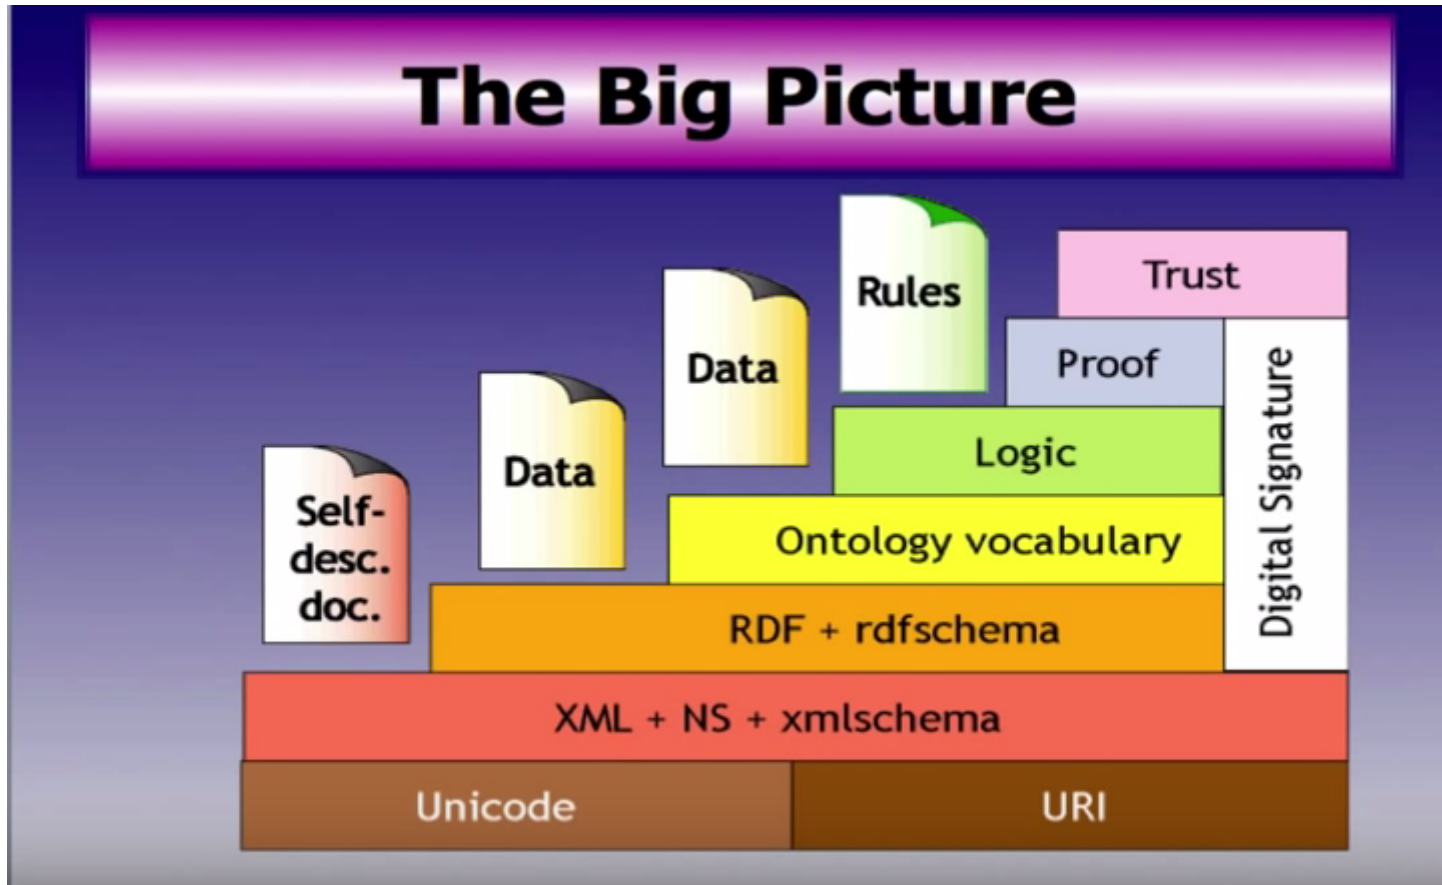 The Big Picture
Rules
Trust
Data
Proof
Data
Logic
Self-
desc.
doc.
Ontology vocabulary
Digital Signature
RDF + rdfschema
XML + NS + xmlschema
Unicode
URI